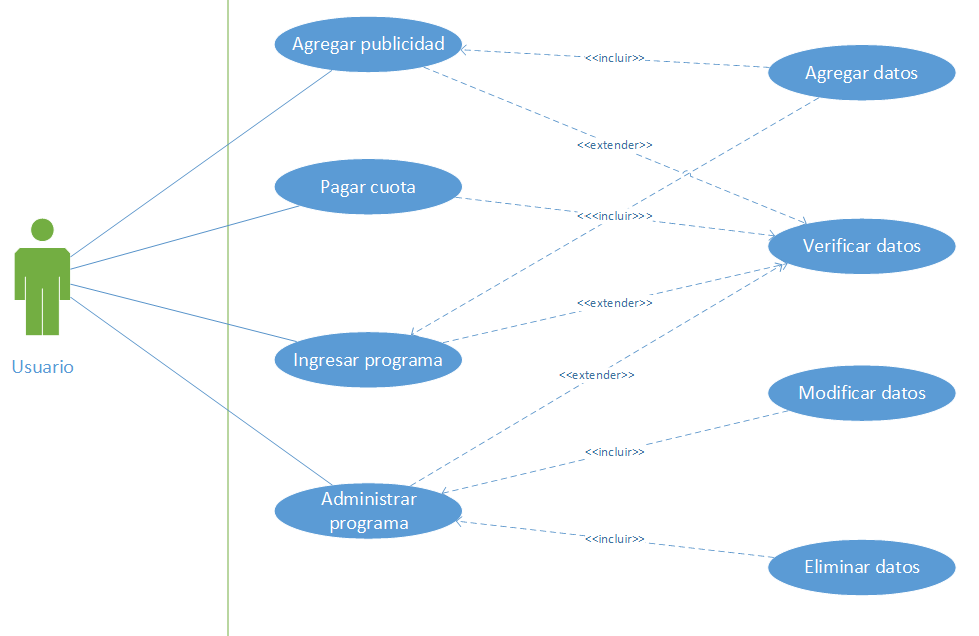 Agregar publicidad
<<incluir>>
Agregar datos
<<extender>>
Pagar cuota
<<incluir>>
Verificar datos
<<extender>>
Usuario
Ingresar programa
<<extender>>
Modificar datos
<<incluir>>
Administrar
programa
<<incluir>>
Eliminar datos